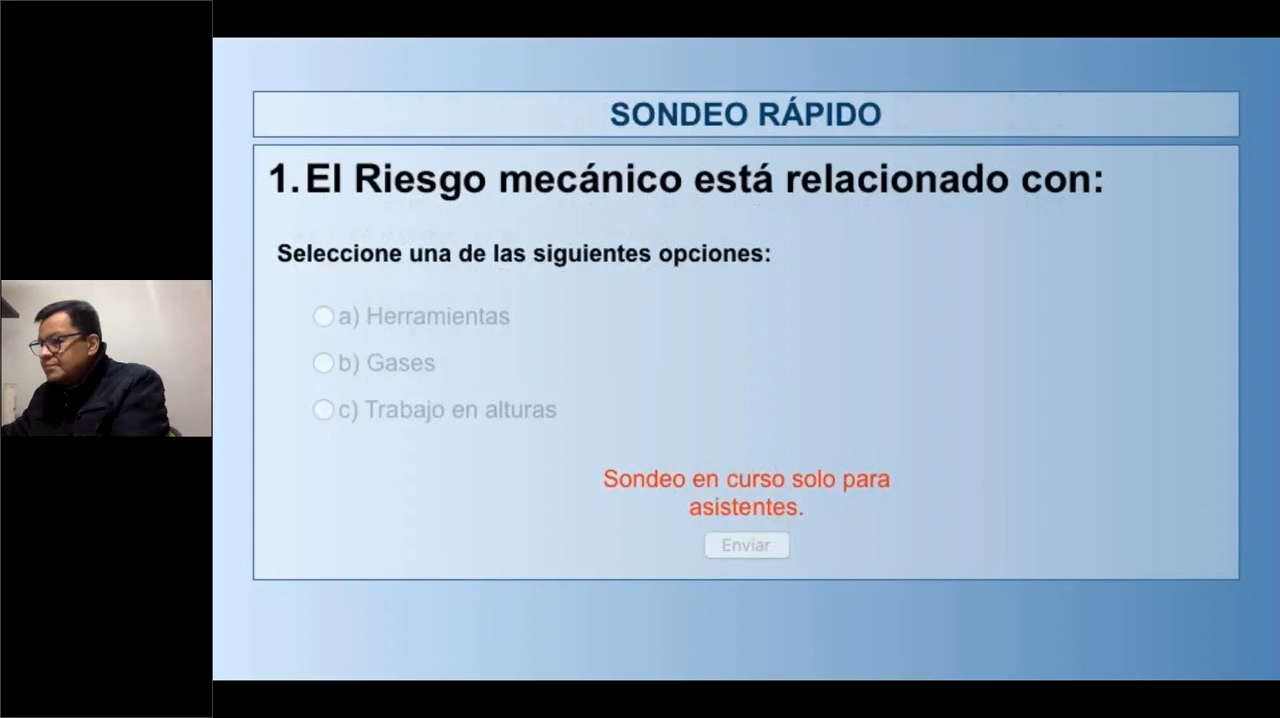 SONDEO RÁPIDO
1. El Riesgo mecánico está relacionado con:
Seleccione una de las siguientes opciones:
a) Herramientas
b) Gases
c) Trabajo en alturas
Sondeo en curso solo para
asistentes.
Enviar